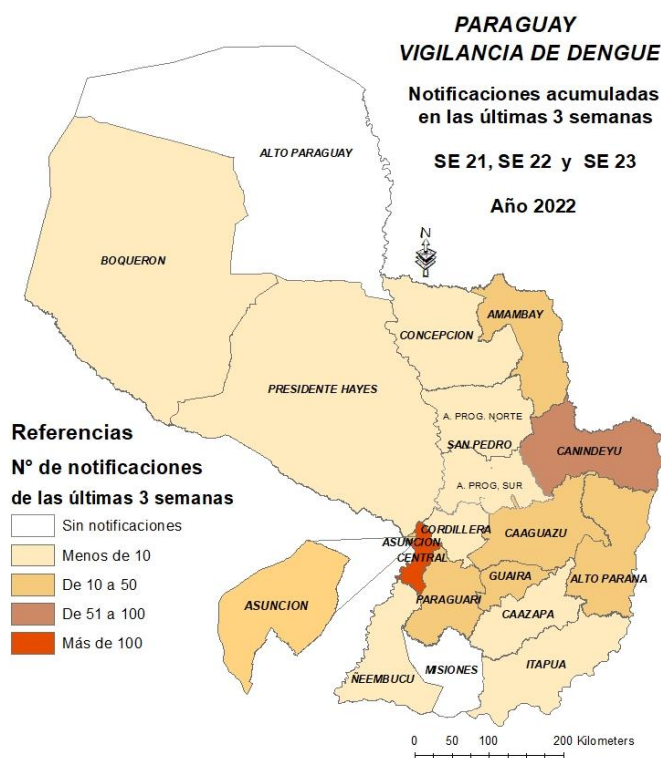 PARAGUAY
VIGILANCIA DE DENGUE
Notificaciones acumuladas
en las últimas 3 semanas
SE 21, SE 22 y SE 23
Año 2022
N
ALTO PARAGUAY
BOQUERON
PRESIDENTE HAYES
CONCEPCION
AMAMBAY
A. PROG. NORTE
SAN PEDRO
A. PROG. SUR
CANINDEYU
CORDILLERA
ASUNCION
CENTRAL
CAAGUAZU
GUAIRA
ALTO PARANA
PARAGUARI
CAAZAPA
ASUNCION
ÑEEMBUCU
MISIONES
ITAPUA
Referencias
N° de notificaciones
de las últimas 3 semanas
Sin notificaciones
Menos de 10
De 10 a 50
De 51 a 100
Más de 100
0 50 100 200 Kilometers